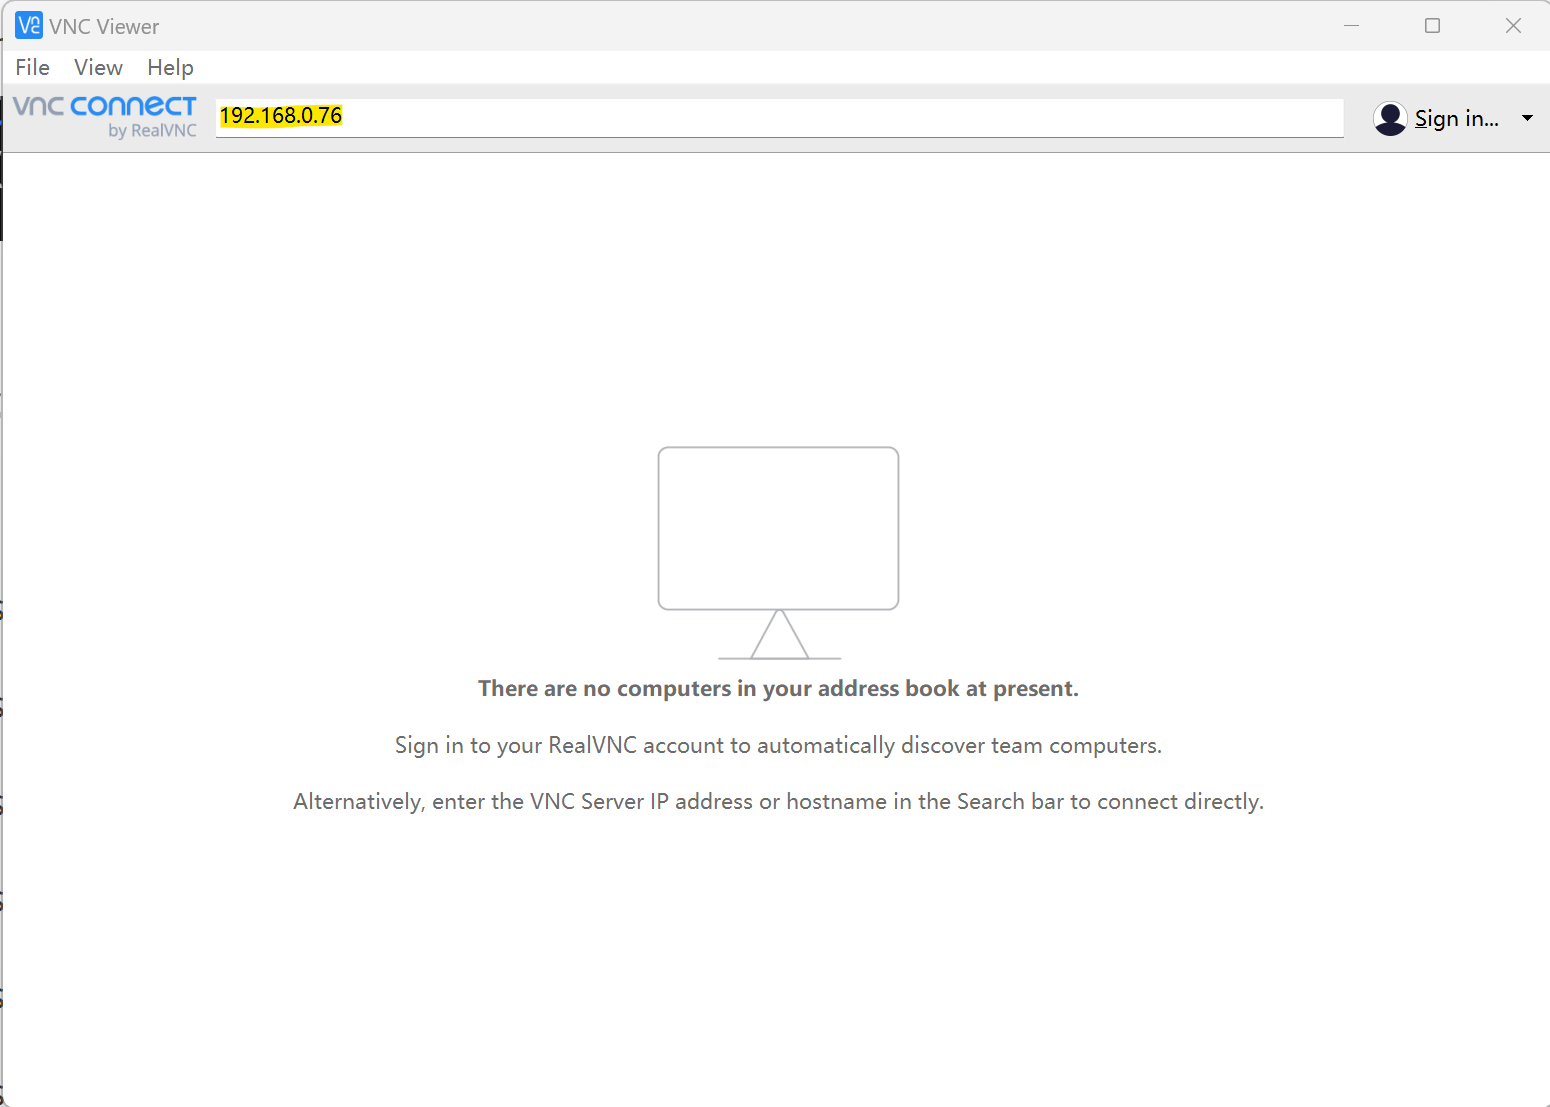 VNC Viewer
File View Help
vnc connect
by RealVNC
192.168.0.76
Sign in...
There are no computers in your address book at present.
Sign in to your RealVNC account to automatically discover team computers.
Alternatively, enter the VNC Server IP address or hostname in the Search bar to connect directly.